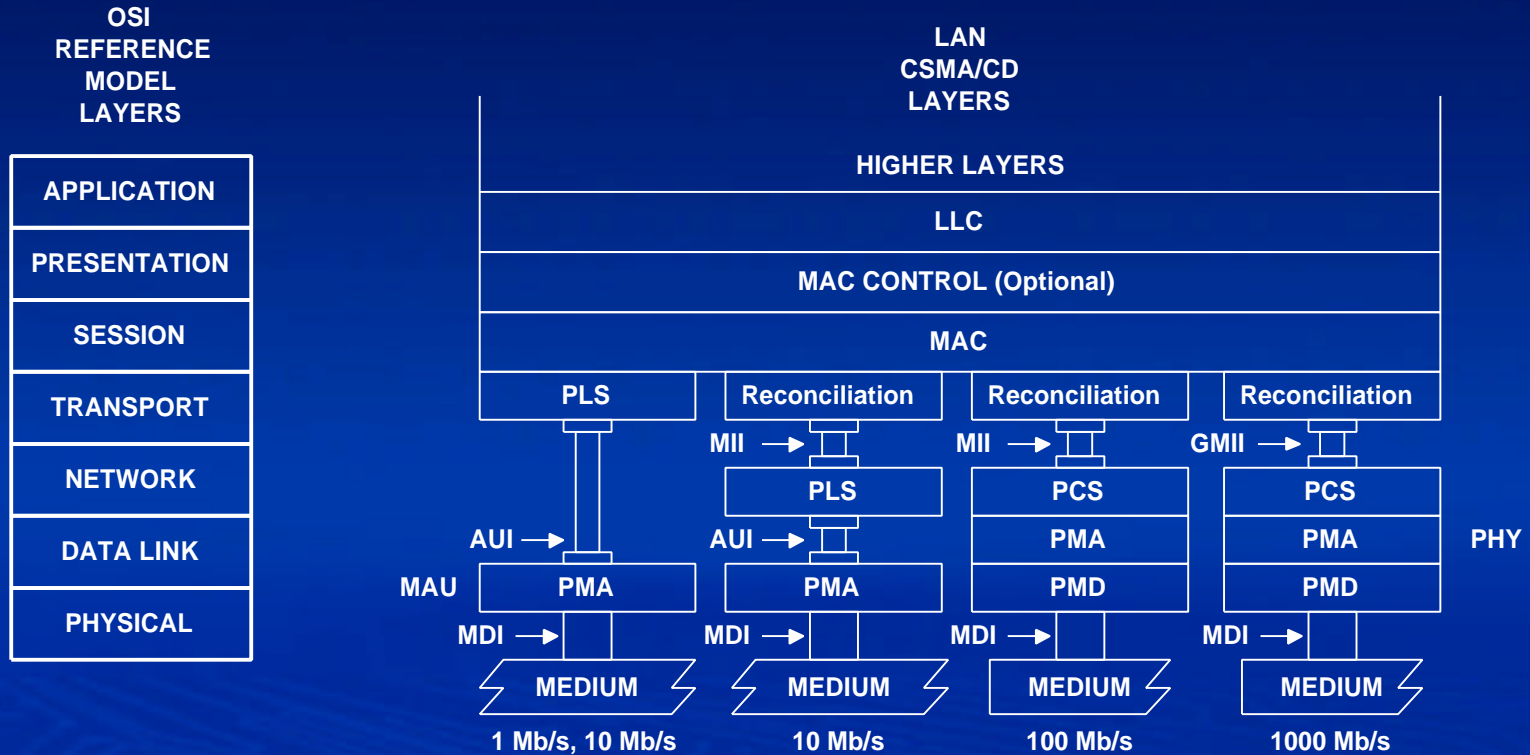 OSI
REFERENCE
MODEL
LAYERS
APPLICATION
PRESENTATION
SESSION
TRANSPORT
NETWORK
DATA LINK
PHYSICAL
LAN
CSMA/CD
LAYERS
HIGHER LAYERS
LLC
MAC CONTROL (Optional)
MAC
PLS
Reconciliation
Reconciliation
Reconciliation
MII
MII
GMII
PLS
PCS
PCS
AUI
AUI
PMA
PMA
PHY
MAU
PMA
PMA
PMD
PMD
MDI
MDI
MDI
MDI
MEDIUM
MEDIUM
MEDIUM
MEDIUM
1 Mb/s, 10 Mb/s
10 Mb/s
100 Mb/s
1000 Mb/s